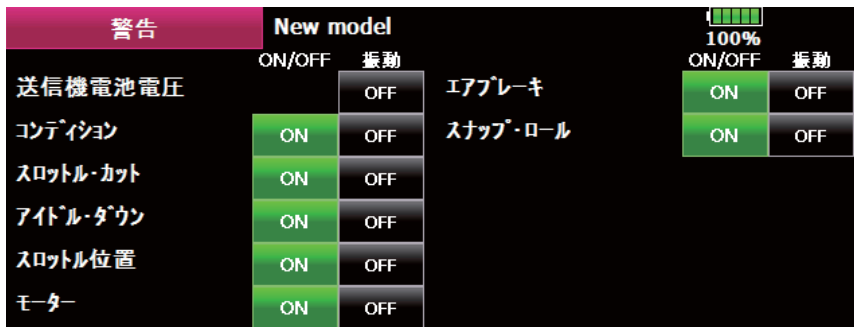 警告 New model 100%
ON/OFF 振動 ON/OFF 振動
送信機電池電圧 OFF エアブレーキ ON OFF
コンディション ON OFF スナップ・ロール ON OFF
スロットル・カット ON OFF
アイドル・ダウン ON OFF
スロットル位置 ON OFF
モーター ON OFF